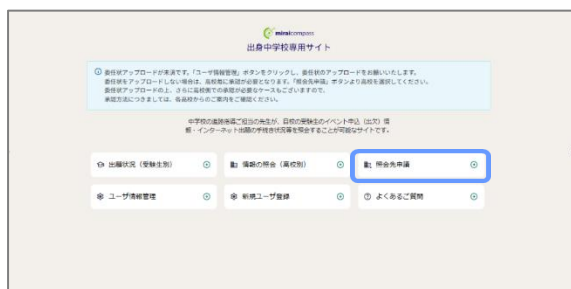 miraicompass
出身中学校専用サイト
委任状アップロードが未済です。「ユーザ情報管理」ボタンをクリックし、委任状のアップロードをお願いいたします。
委任状をアップロードしない場合は、高校毎に承認が必要となります。「照会先申請」ボタンより高校を選択してください。
委任状アップロードの上、さらに高校側での承認が必要なケースもございますので、
承認方法につきましては、各高校からのご案内をご確認ください。
中学校の進路指導ご担当の先生が、自校の受験生のイベント申込（出欠）情
報・インターネット出願の手続き状況等を照会することが可能なサイトです。
出願状況（受験生別）
情報の照会（高校別）
照会先申請
ユーザ情報管理
新規ユーザ登録
よくあるご質問